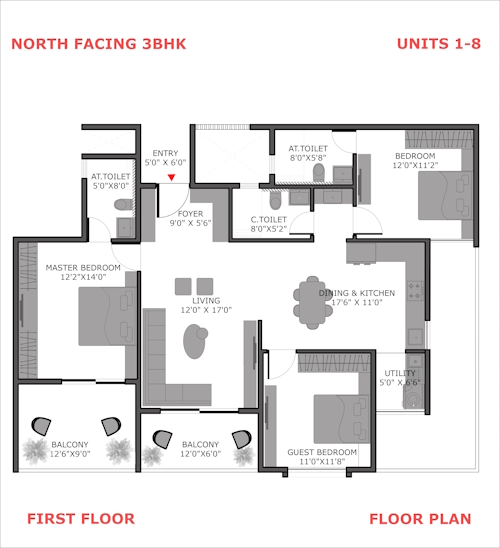 NORTH FACING 3BHK
UNITS 1-8
ENTRY
5'0" X 6'0"
AT.TOILET
8'0"X5'8"
BEDROOM
12'0"X11'2"
AT.TOILET
5'0"X8'0"
FOYER
9'0" X 5'6"
C.TOILET
8'0"X5'2"
MASTER BEDROOM
12'2"X14'0"
LIVING
12'0" X 17'0"
DINING & KITCHEN
17'6" X 11'0"
UTILITY
5'0" X 6'6"
BALCONY
12'6"X9'0"
BALCONY
12'0"X6'0"
GUEST BEDROOM
11'0"X11'8"
FIRST FLOOR
FLOOR PLAN